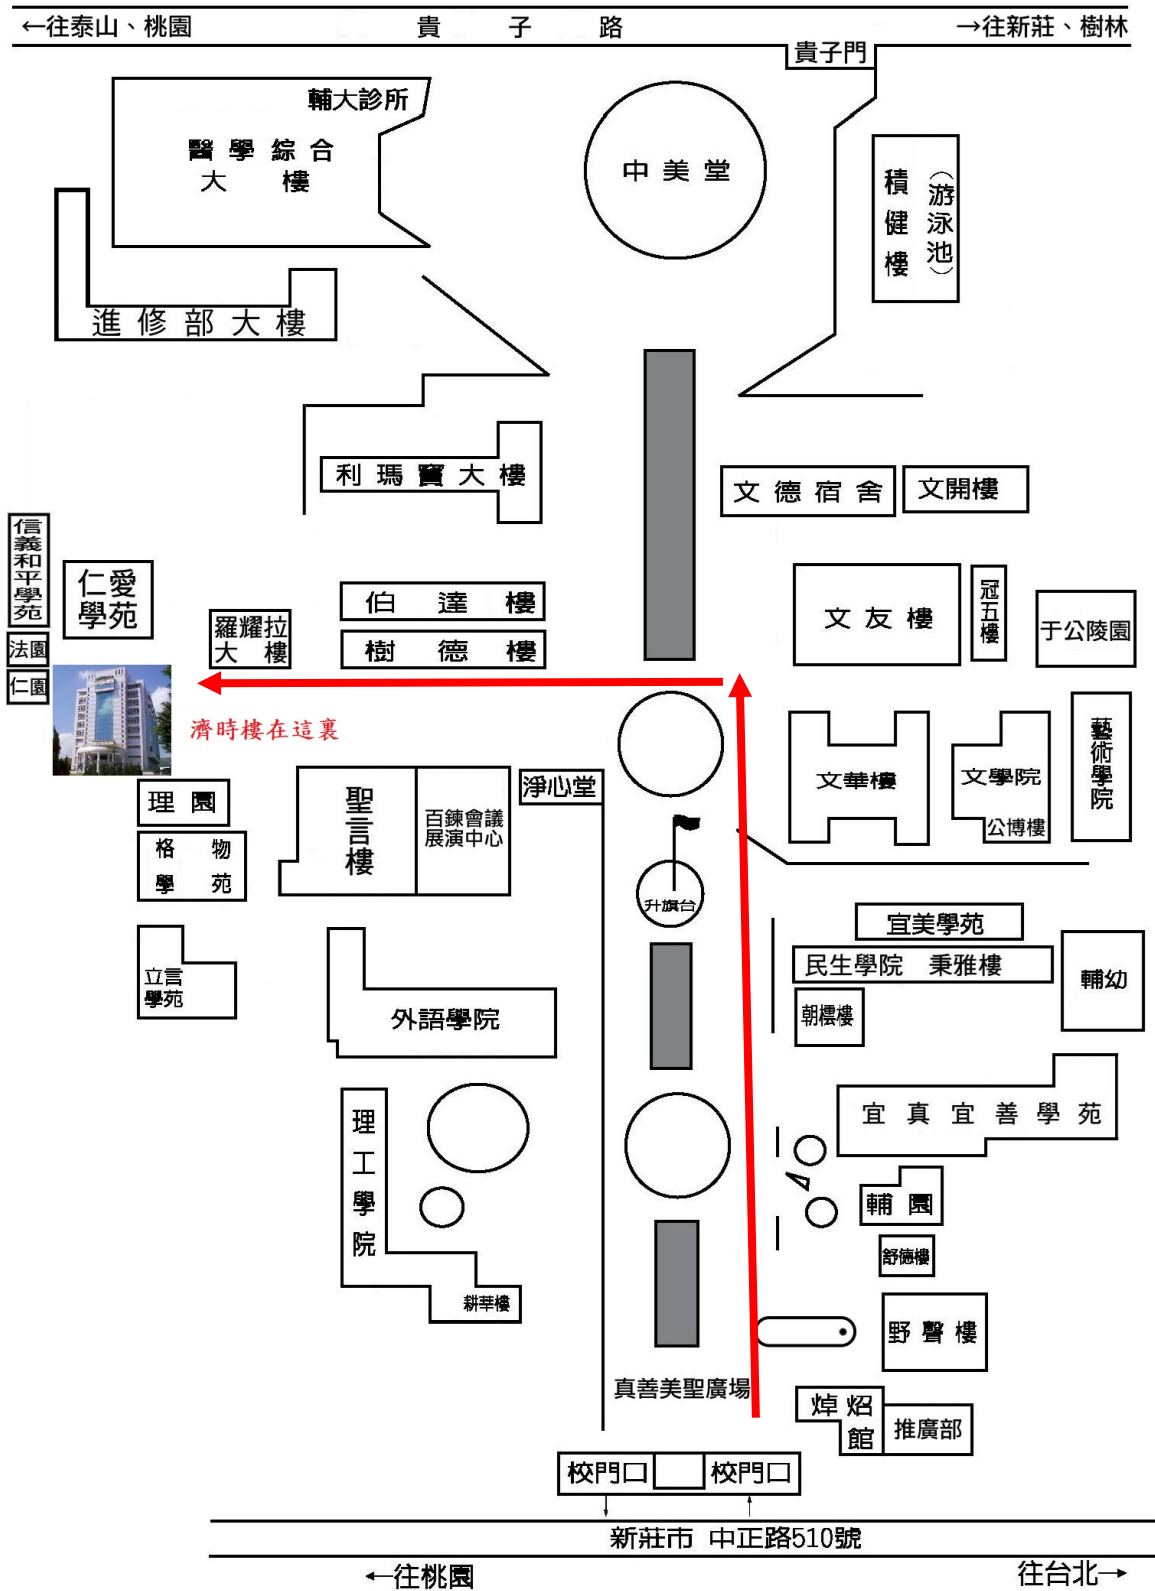 ←往泰山、桃園
貴子路
→往新莊、樹林
貴子門
輔大診所
醫學綜合
大樓
中美堂
積健樓
（游泳池）
進修部大樓
利瑪竇大樓
文德宿舍
文開樓
信義和平學苑
仁愛
學苑
法園
仁園
羅耀拉
大樓
伯達樓
樹德樓
文友樓
冠五樓
于公陵園
濟時樓在這裏
文華樓
文學院
公博樓
藝術學院
理園
格物
學苑
聖言樓
百鍊會議
展演中心
淨心堂
升旗台
宜美學苑
民生學院 秉雅樓
朝橒樓
輔幼
立言
學苑
外語學院
理工學院
耕莘樓
宜真宜善學苑
輔園
舒德樓
野聲樓
真善美聖廣場
焯炤
館
推廣部
校門口
校門口
新莊市 中正路510號
←往桃園
往台北→